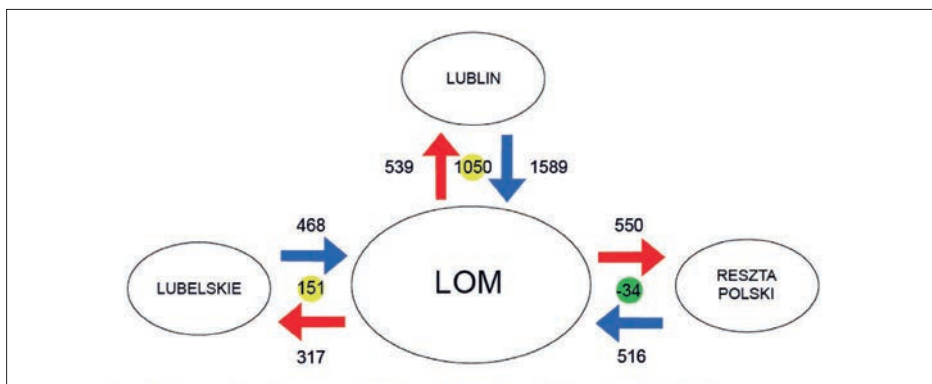 LUBLIN
539
1050
1589
468
550
LUBELSKIE
151
LOM
-34
RESZTA
POLSKI
317
516